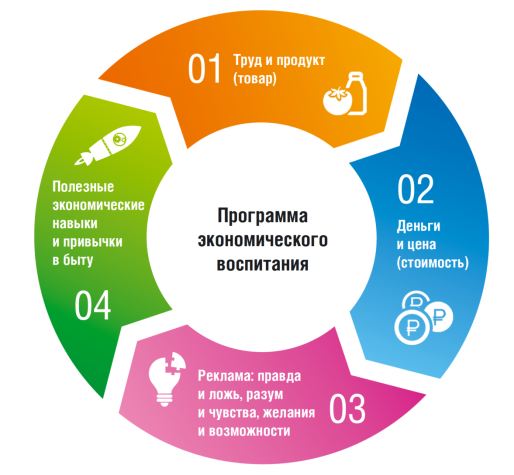 01
Труд и продукт
(товар)
02
Деньги
и цена
(стоимость)
₽
₽
₽
03
Реклама: правда
и ложь, разум
и чувства, желания
и возможности
04
Полезные
экономические
навыки
и привычки
в быту
Программа
экономического
воспитания